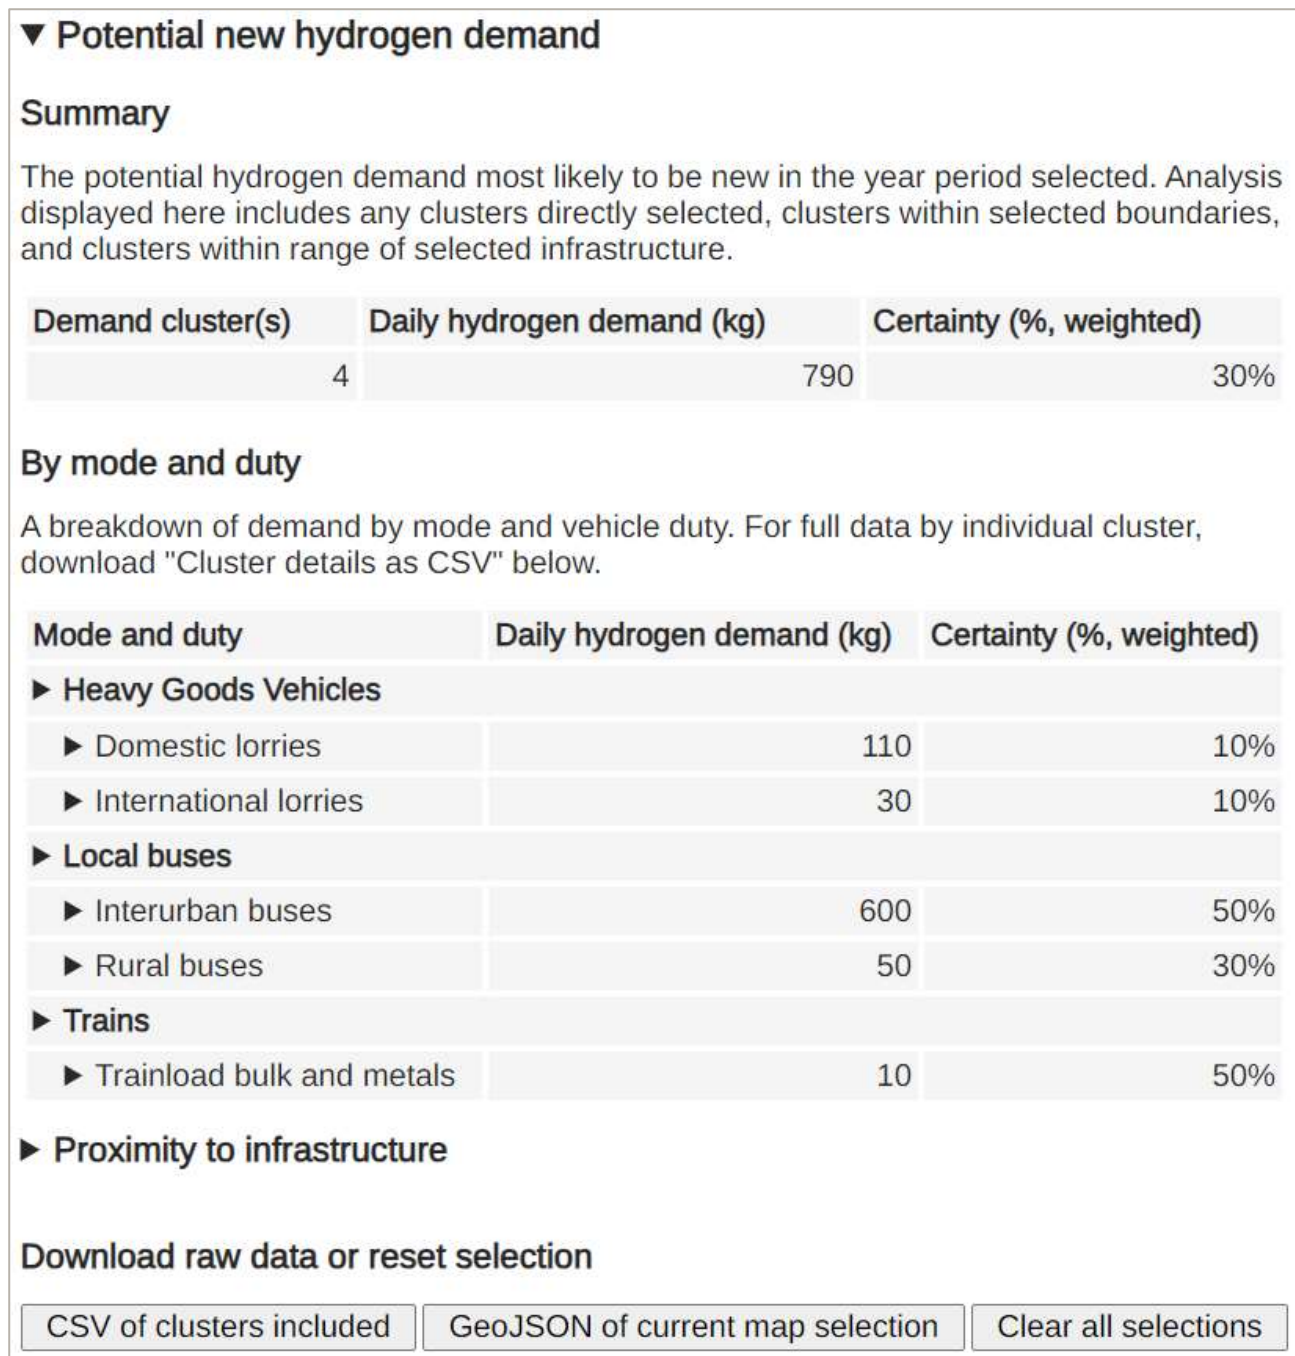 ▼ Potential new hydrogen demand
Summary
The potential hydrogen demand most likely to be new in the year period selected. Analysis
displayed here includes any clusters directly selected, clusters within selected boundaries,
and clusters within range of selected infrastructure.
Demand cluster(s) Daily hydrogen demand (kg) Certainty (%, weighted)
4 790 30%
By mode and duty
A breakdown of demand by mode and vehicle duty. For full data by individual cluster,
download "Cluster details as CSV" below.
Mode and duty Daily hydrogen demand (kg) Certainty (%, weighted)
▶ Heavy Goods Vehicles
▶ Domestic lorries 110 10%
▶ International lorries 30 10%
▶ Local buses
▶ Interurban buses 600 50%
▶ Rural buses 50 30%
▶ Trains
▶ Trainload bulk and metals 10 50%
▶ Proximity to infrastructure
Download raw data or reset selection
CSV of clusters included GeoJSON of current map selection Clear all selections